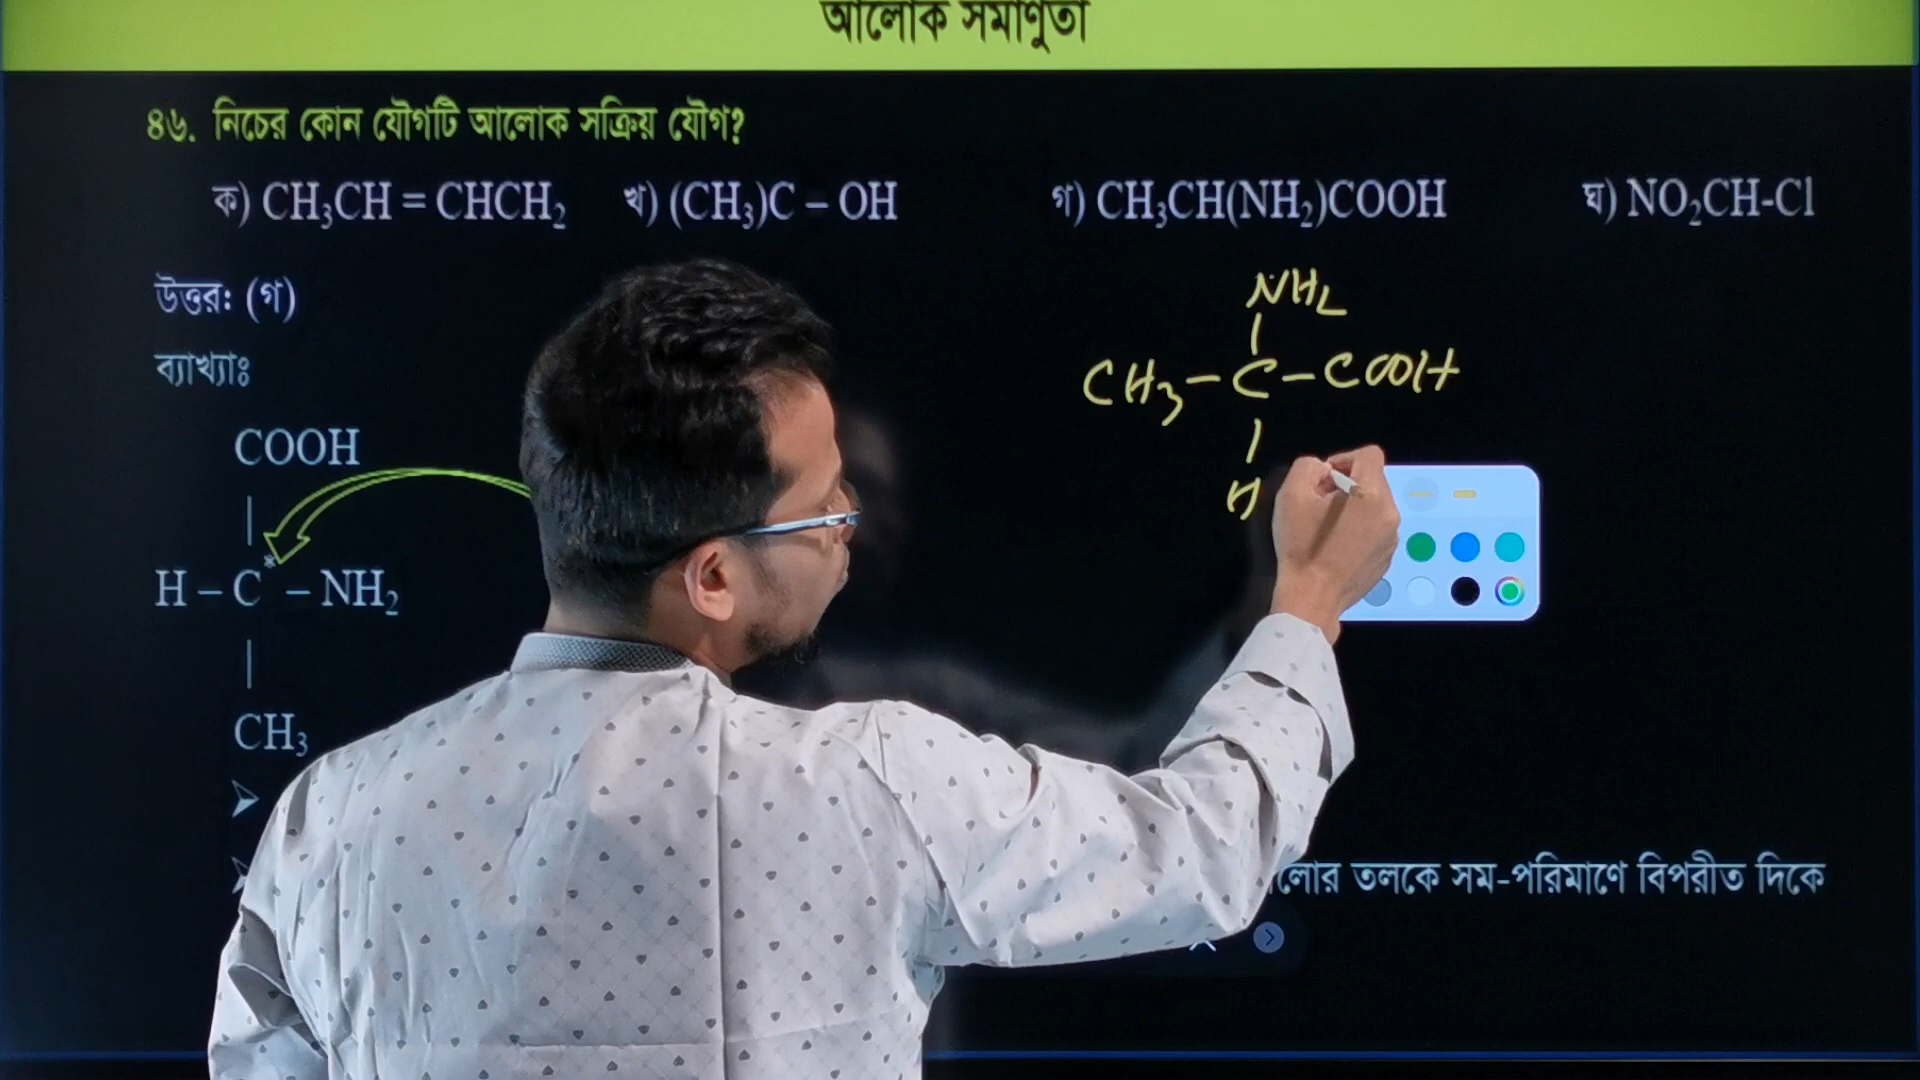 আলোক সমাণুতা
৪৬. নিচের কোন যৌগটি আলোক সক্রিয় যৌগ?
ক) CH₃CH = CHCH₂ খ) (CH₃)C – OH গ) CH₃CH(NH₂)COOH ঘ) NO₂CH-Cl
উত্তর: (গ)
ব্যাখ্যাঃ
NH₂
|
CH₃ – C – COOH
|
H
COOH
|
H – C* – NH₂
|
CH₃
তলকে সম-পরিমাণে বিপরীত দিকে